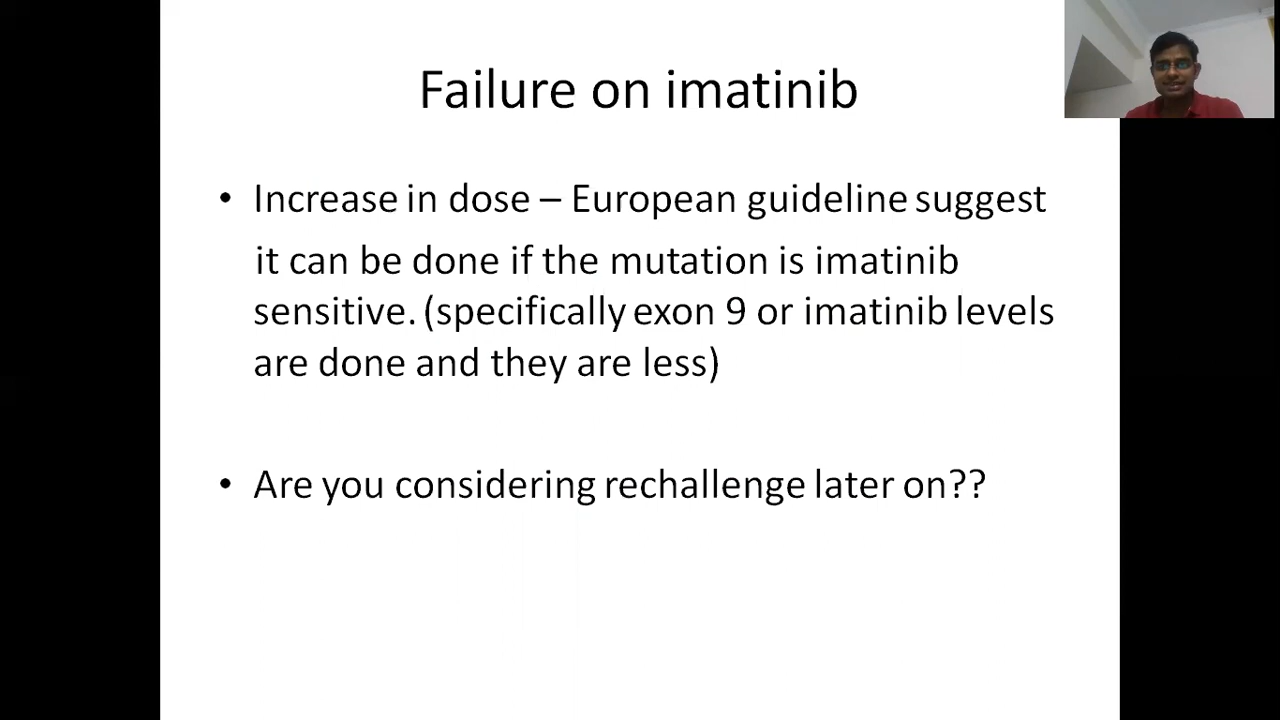 Failure on imatinib
• Increase in dose – European guideline suggest
it can be done if the mutation is imatinib
sensitive. (specifically exon 9 or imatinib levels
are done and they are less)
• Are you considering rechallenge later on??